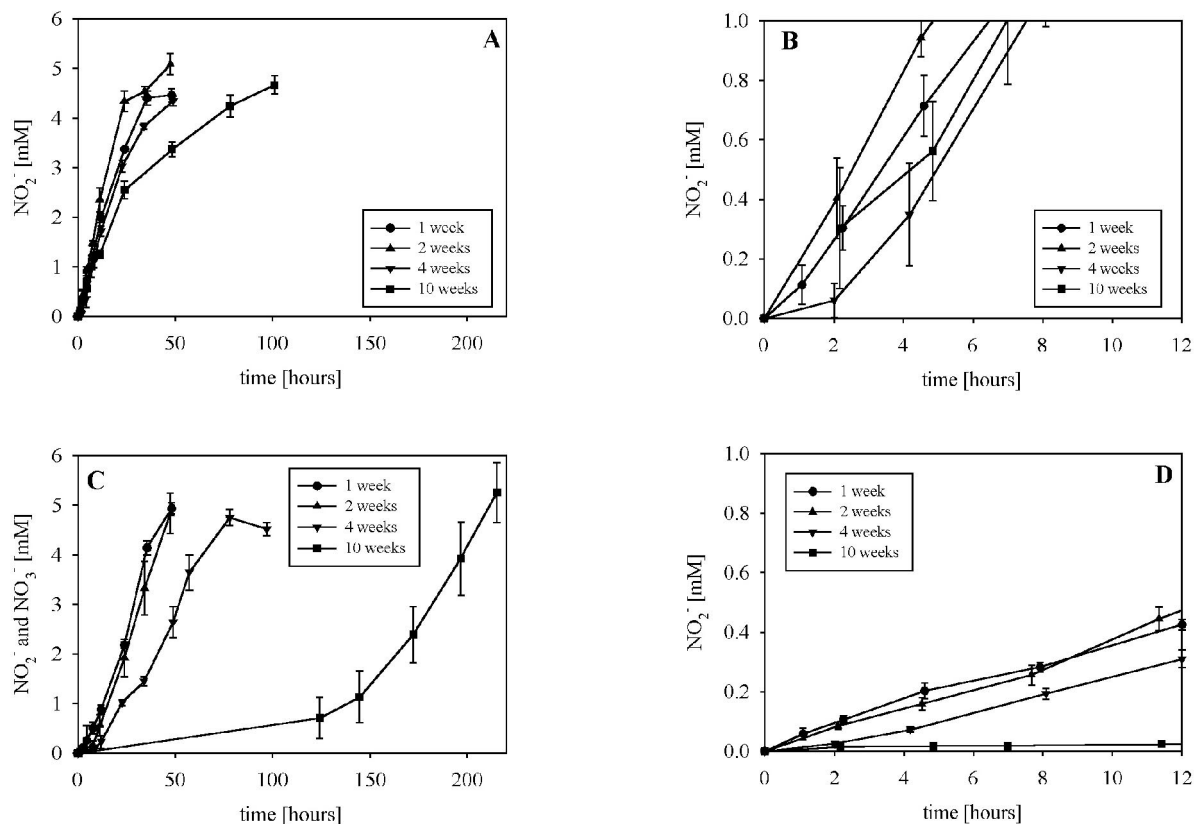 A
NO₂⁻ [mM]
6
5
4
3
2
1
0
1 week
2 weeks
4 weeks
10 weeks
0 50 100 150 200
time [hours]
B
NO₂⁻ [mM]
1.0
0.8
0.6
0.4
0.2
0.0
1 week
2 weeks
4 weeks
10 weeks
0 2 4 6 8 10 12
time [hours]
C
NO₂⁻ and NO₃⁻ [mM]
6
5
4
3
2
1
0
1 week
2 weeks
4 weeks
10 weeks
0 50 100 150 200
time [hours]
D
NO₂⁻ [mM]
1.0
0.8
0.6
0.4
0.2
0.0
1 week
2 weeks
4 weeks
10 weeks
0 2 4 6 8 10 12
time [hours]